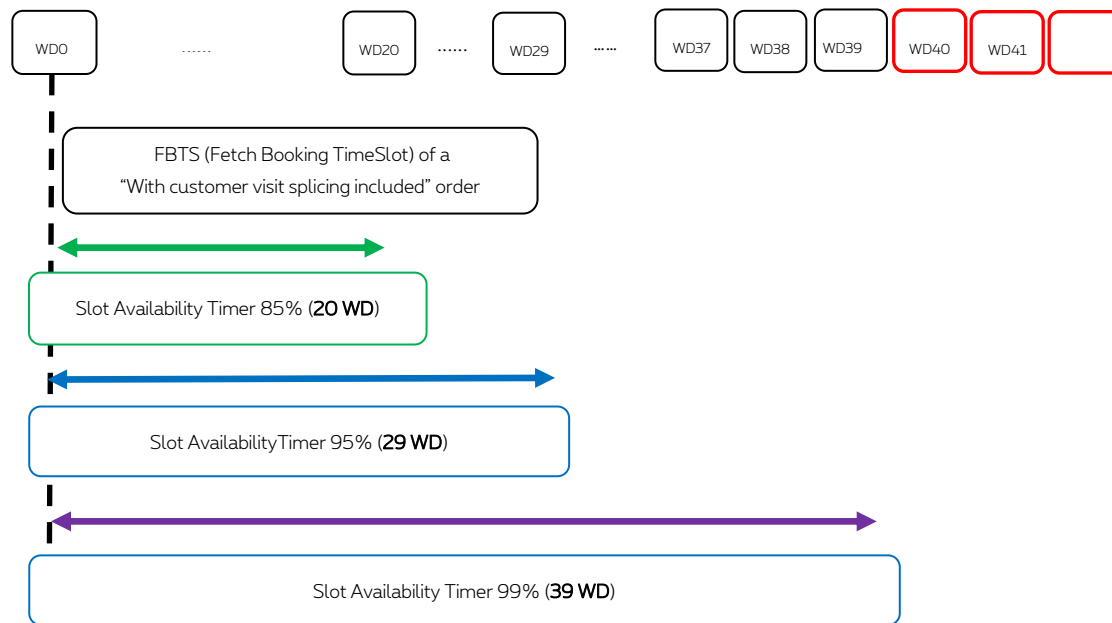 WD0 ...... WD20 ...... WD29 ...... WD37 WD38 WD39 WD40 WD41
FBTS (Fetch Booking TimeSlot) of a
“With customer visit splicing included” order
Slot Availability Timer 85% (20 WD)
Slot AvailabilityTimer 95% (29 WD)
Slot Availability Timer 99% (39 WD)